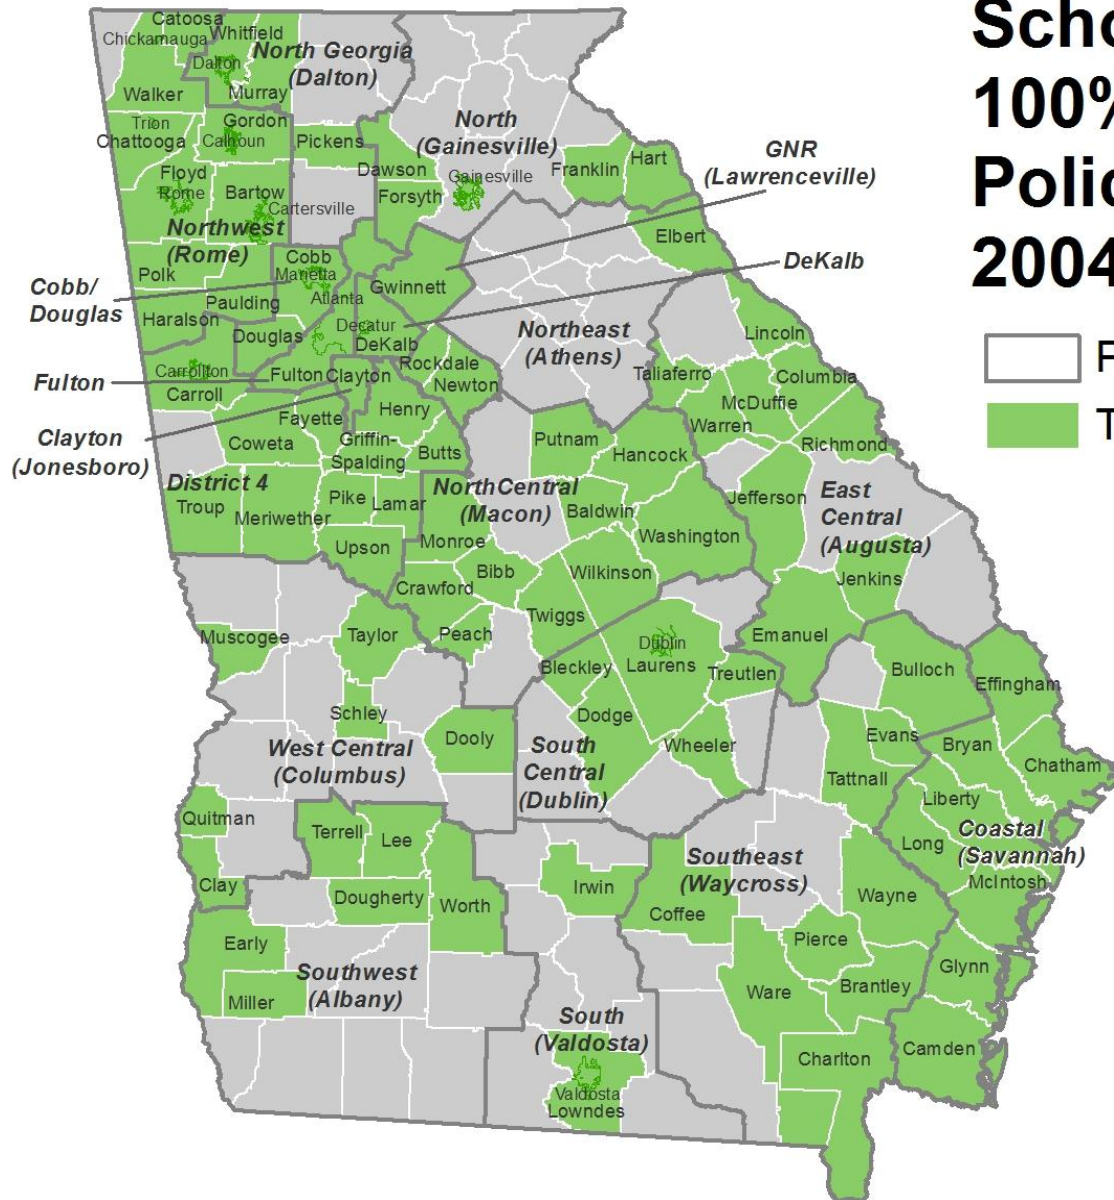 Scho
100%
Polic
2004
F
T
Catoosa
Chickamauga
Whitfield
North Georgia
(Dalton)
Dalton
Walker
Murray
Trion
Chattooga
Gordon
Calhoun
Pickens
North
(Gainesville)
Dawson
Gainesville
Franklin
Hart
GNR
(Lawrenceville)
Floyd
Rome
Bartow
Cartersville
Forsyth
Northwest
(Rome)
Elbert
Polk
Cobb
Marietta
Gwinnett
DeKalb
Cobb/
Douglas
Paulding
Atlanta
Haralson
Douglas
Decatur
DeKalb
Northeast
(Athens)
Lincoln
Rockdale
Carrollton
Carroll
Fulton
Fulton
Clayton
Newton
Taliaferro
Columbia
McDuffie
Warren
Fayette
Henry
Clayton
(Jonesboro)
Coweta
Griffin-
Spalding
Butts
Putnam
Hancock
Richmond
District 4
Troup
Meriwether
Pike
Lamar
NorthCentral
(Macon)
Baldwin
Jefferson
East
Central
(Augusta)
Upson
Monroe
Washington
Crawford
Bibb
Wilkinson
Jenkins
Twiggs
Muscogee
Taylor
Peach
Dublin
Laurens
Emanuel
Bleckley
Treutlen
Bulloch
Effingham
Schley
Dodge
Dooly
Wheeler
Evans
Bryan
West Central
(Columbus)
South
Central
(Dublin)
Tattnall
Chatham
Quitman
Terrell
Lee
Liberty
Long
Coastal
(Savannah)
Southeast
(Waycross)
Clay
Dougherty
Worth
Irwin
Coffee
Wayne
McIntosh
Early
Pierce
Southwest
(Albany)
Miller
Ware
Brantley
Glynn
South
(Valdosta)
Charlton
Camden
Valdosta
Lowndes